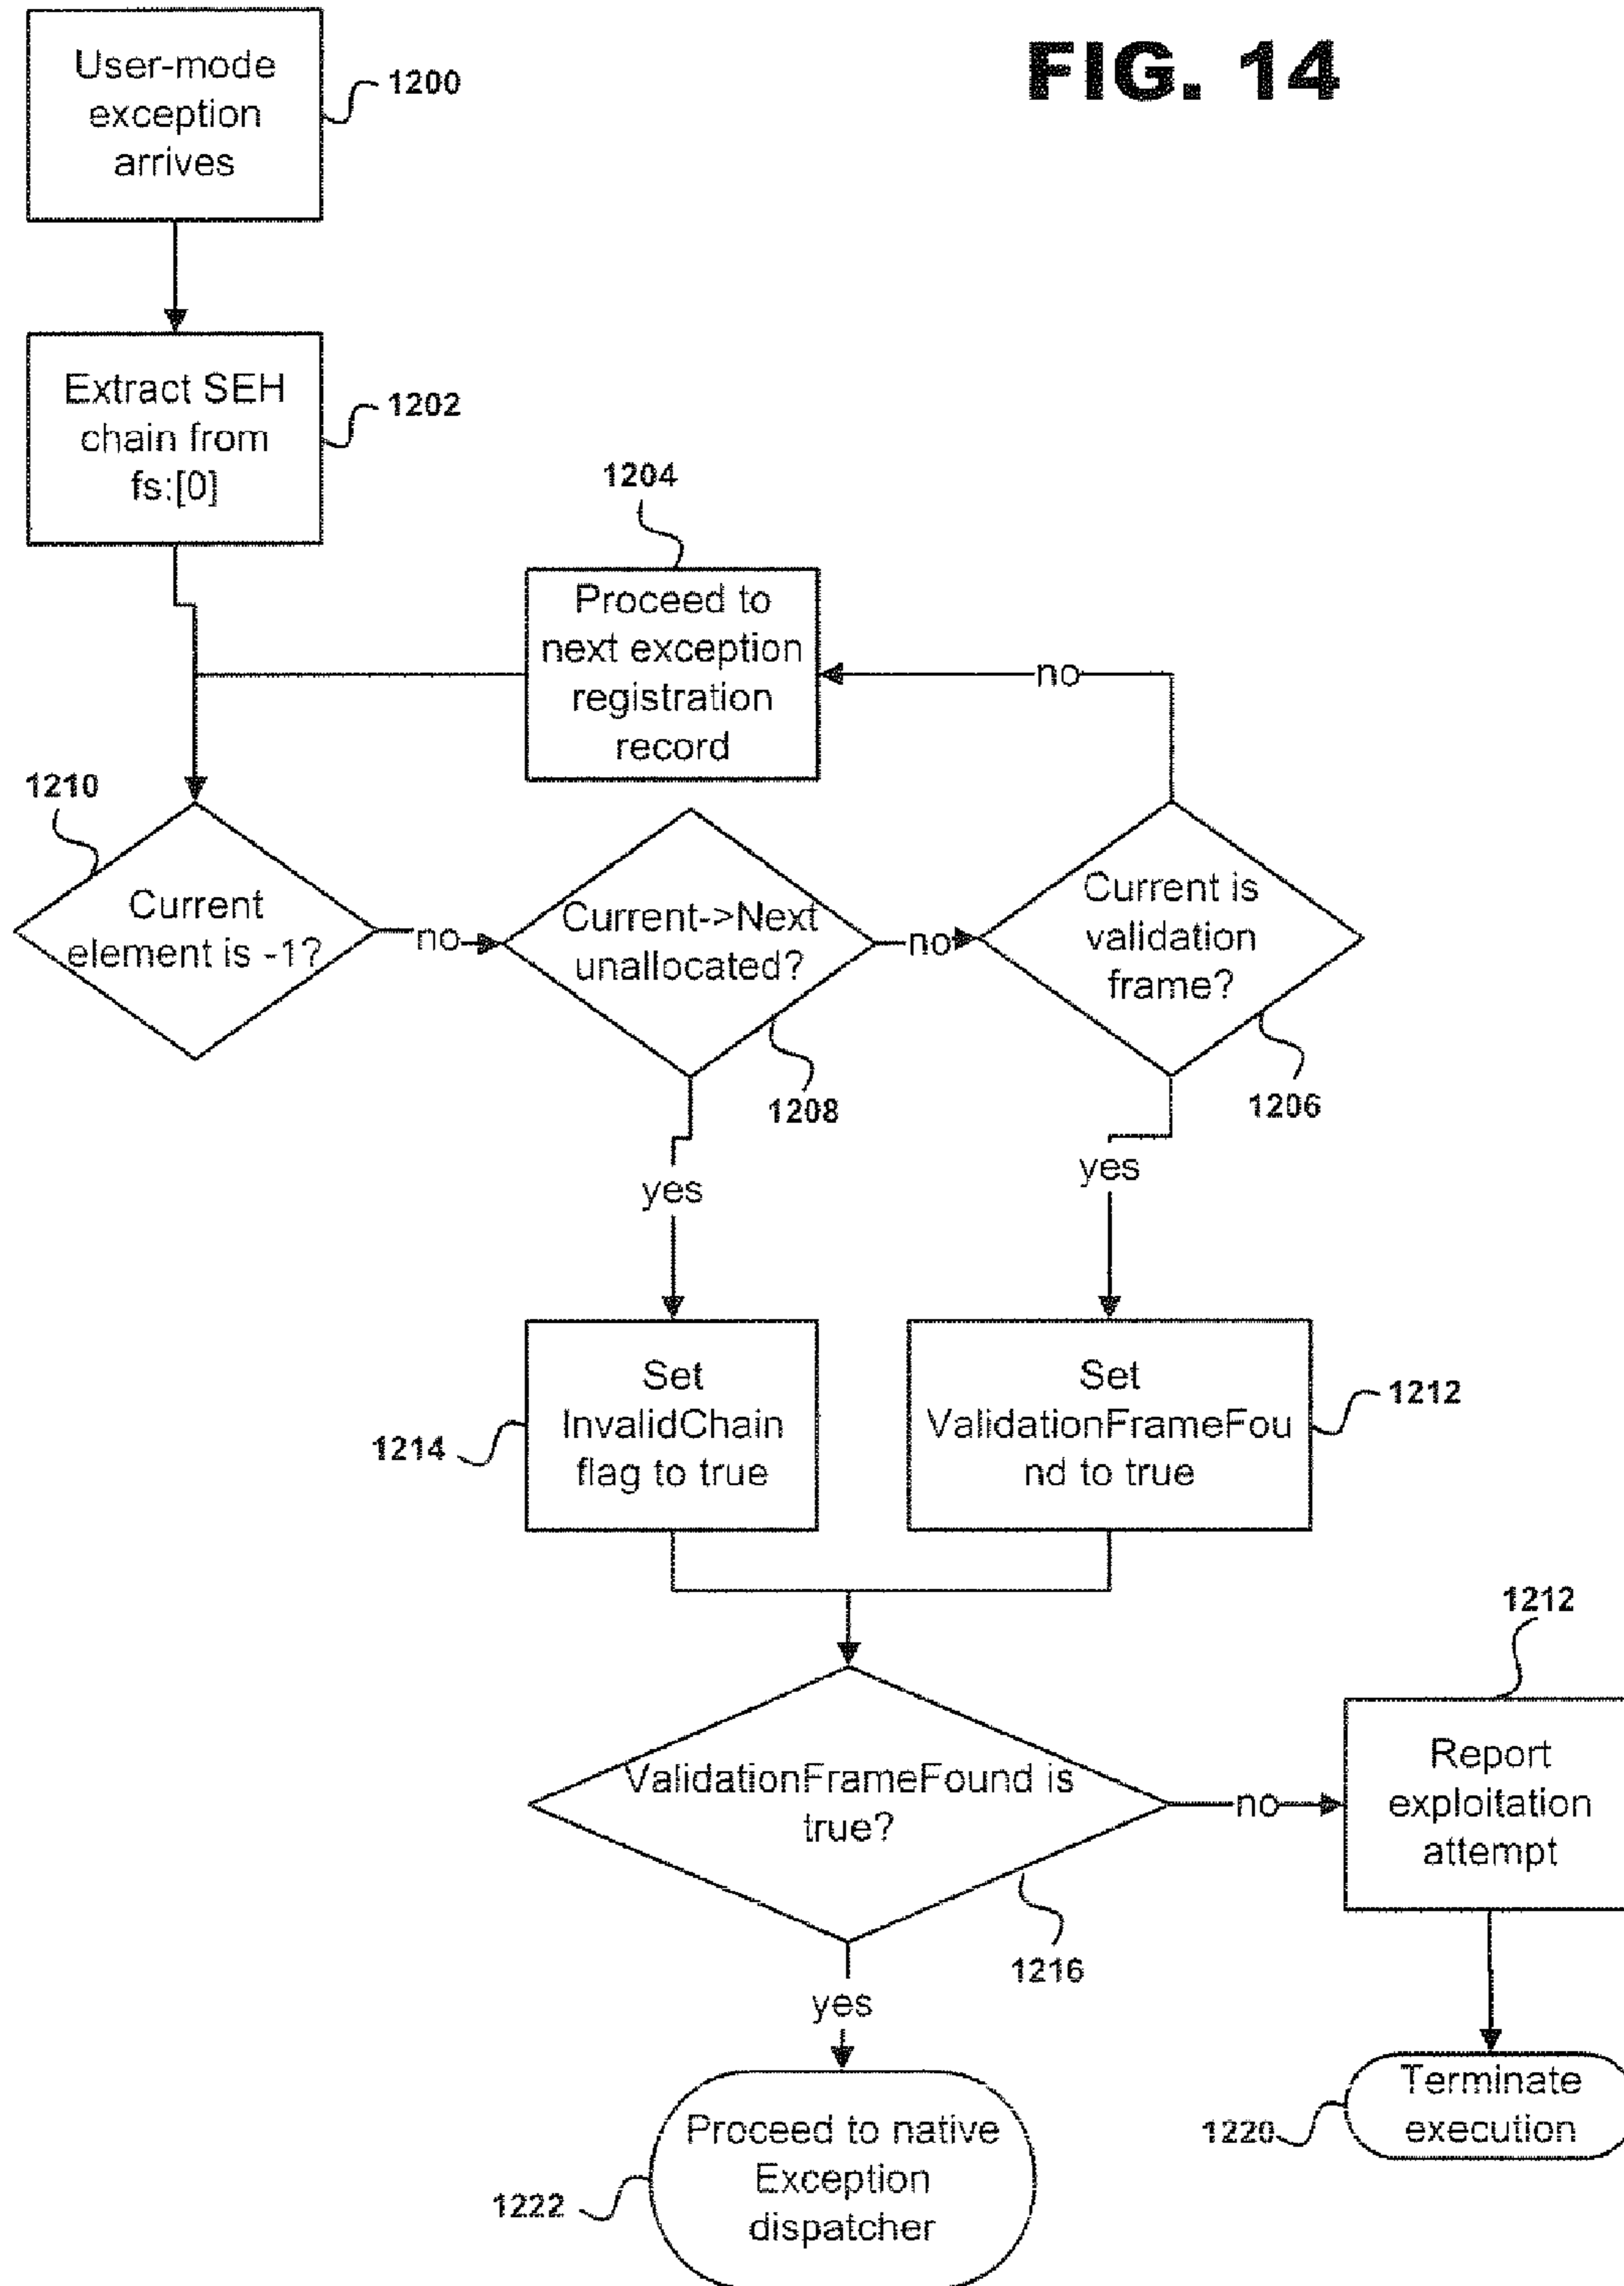 FIG. 14
User-mode
exception
arrives
1200
Extract SEH
chain from
fs:[0]
1202
1204
Proceed to
next exception
registration
record
no
1210
Current
element is -1?
no
Current->Next
unallocated?
no
Current is
validation
frame?
1208
1206
yes
yes
Set
InvalidChain
flag to true
1214
Set
ValidationFrameFou
nd to true
1212
1212
ValidationFrameFound is
true?
no
Report
exploitation
attempt
1216
yes
Terminate
execution
1220
Proceed to native
Exception
dispatcher
1222